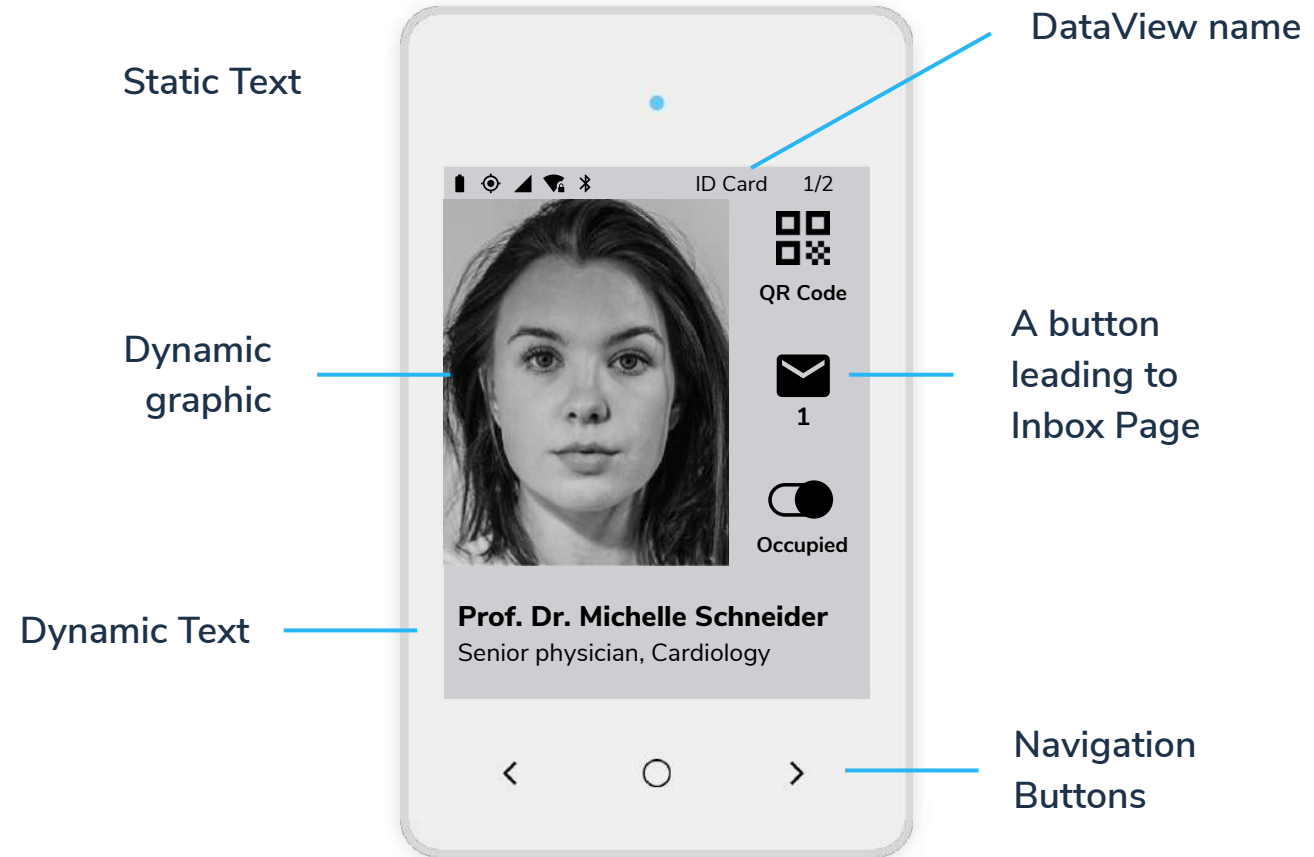 DataView name
Static Text
ID Card 1/2
QR Code
Dynamic
graphic
A button
leading to
Inbox Page
1
Occupied
Dynamic Text
Prof. Dr. Michelle Schneider
Senior physician, Cardiology
Navigation
Buttons